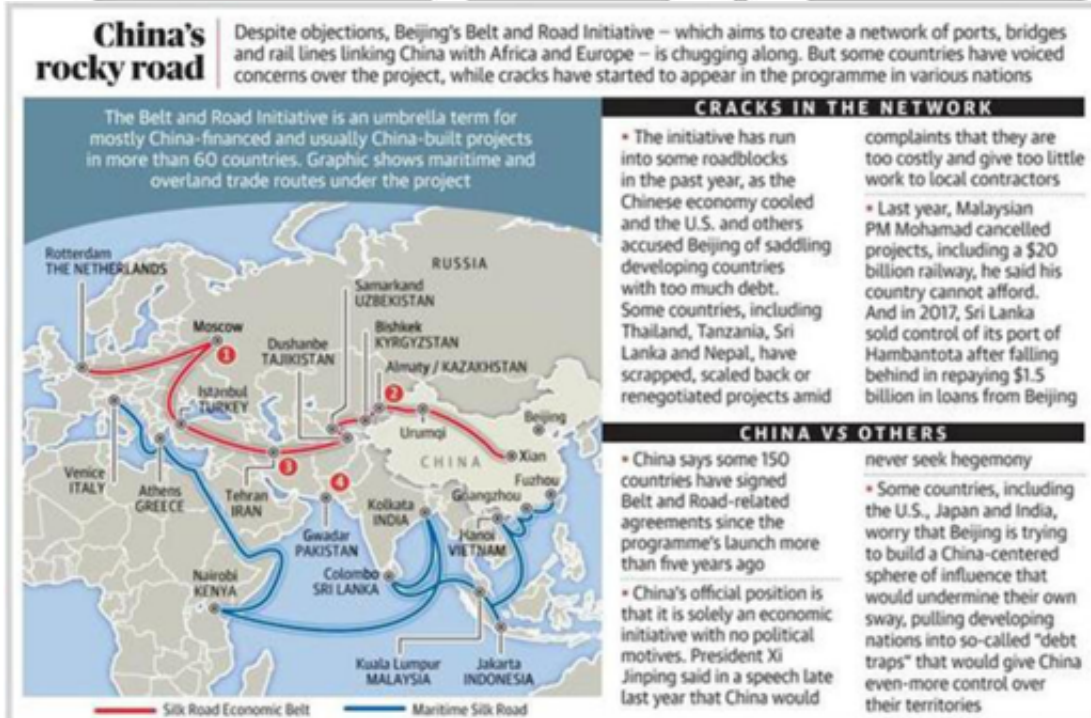 China's
rocky road
Despite objections, Beijing's Belt and Road Initiative – which aims to create a network of ports, bridges
and rail lines linking China with Africa and Europe – is chugging along. But some countries have voiced
concerns over the project, while cracks have started to appear in the programme in various nations
The Belt and Road Initiative is an umbrella term for
mostly China-financed and usually China-built projects
in more than 60 countries. Graphic shows maritime and
overland trade routes under the project
Rotterdam
THE NETHERLANDS
RUSSIA
Samarkand
UZBEKISTAN
Moscow
1
Bishkek
KYRGYZSTAN
Dushanbe
TAJIKISTAN
Almaty / KAZAKHSTAN
2
Istanbul
TURKEY
Urumqi
Beijing
Xian
CHINA
3
4
Venice
ITALY
Athens
GREECE
Tehran
IRAN
Gwadar
PAKISTAN
Kolkata
INDIA
Guangzhou
Fuzhou
Hanoi
VIETNAM
Nairobi
KENYA
Colombo
SRI LANKA
Kuala Lumpur
MALAYSIA
Jakarta
INDONESIA
Silk Road Economic Belt
Maritime Silk Road
CRACKS IN THE NETWORK
• The initiative has run
into some roadblocks
in the past year, as the
Chinese economy cooled
and the U.S. and others
accused Beijing of saddling
developing countries
with too much debt.
Some countries, including
Thailand, Tanzania, Sri
Lanka and Nepal, have
scrapped, scaled back or
renegotiated projects amid
complaints that they are
too costly and give too little
work to local contractors
• Last year, Malaysian
PM Mohamad cancelled
projects, including a $20
billion railway, he said his
country cannot afford.
And in 2017, Sri Lanka
sold control of its port of
Hambantota after falling
behind in repaying $1.5
billion in loans from Beijing
CHINA VS OTHERS
• China says some 150
countries have signed
Belt and Road-related
agreements since the
programme's launch more
than five years ago
• China's official position is
that it is solely an economic
initiative with no political
motives. President Xi
Jinping said in a speech late
last year that China would
never seek hegemony
• Some countries, including
the U.S., Japan and India,
worry that Beijing is trying
to build a China-centered
sphere of influence that
would undermine their own
sway, pulling developing
nations into so-called "debt
traps" that would give China
even-more control over
their territories